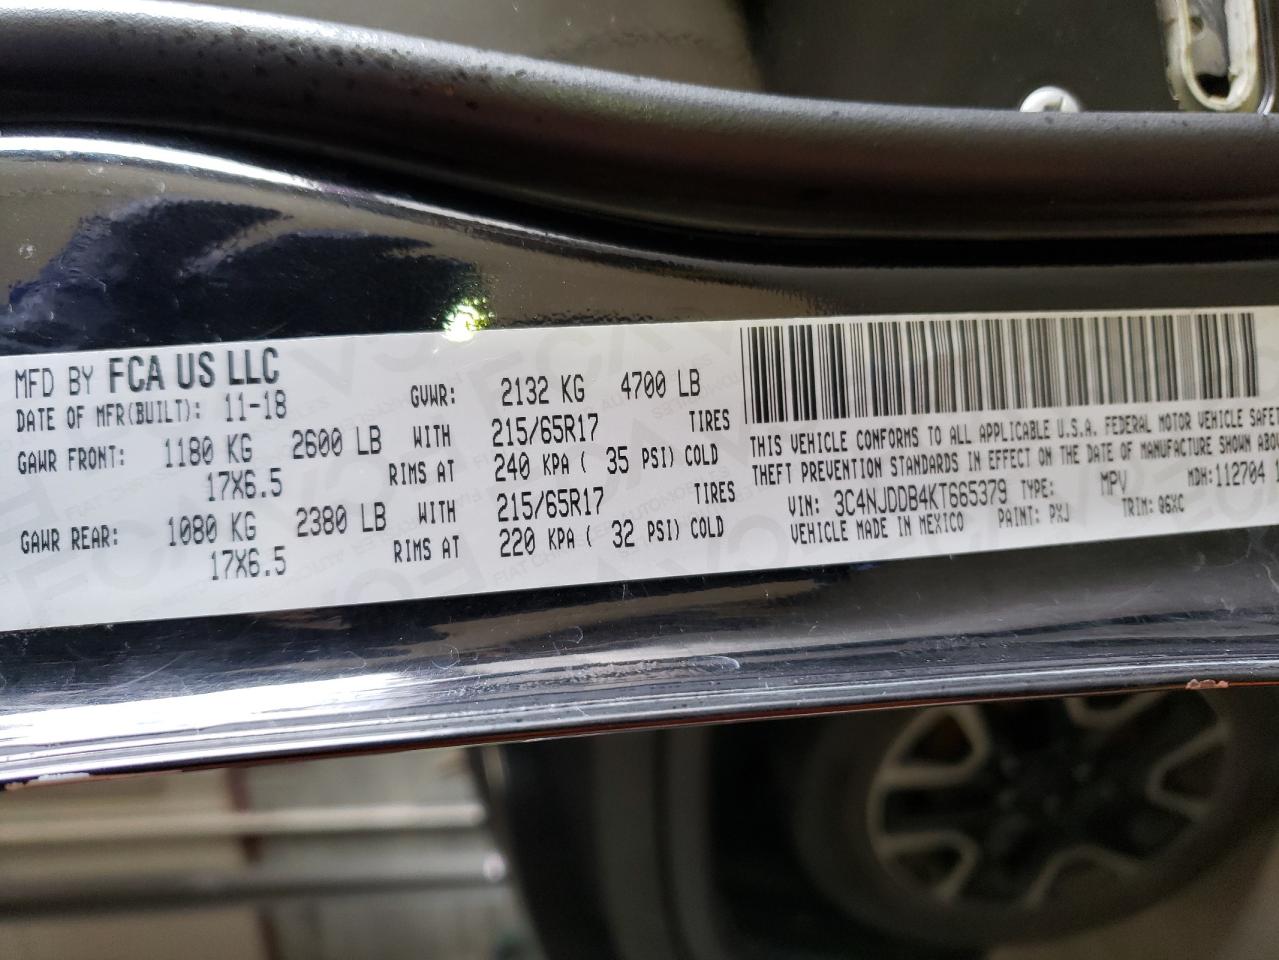 MFD BY FCA US LLC
DATE OF MFR(BUILT): 11-18 GVWR: 2132 KG 4700 LB
GAWR FRONT: 1180 KG 2600 LB WITH 215/65R17 TIRES
17X6.5 RIMS AT 240 KPA ( 35 PSI) COLD
GAWR REAR: 1080 KG 2380 LB WITH 215/65R17 TIRES
17X6.5 RIMS AT 220 KPA ( 32 PSI) COLD
THIS VEHICLE CONFORMS TO ALL APPLICABLE U.S.A. FEDERAL MOTOR VEHICLE SAFET
THEFT PREVENTION STANDARDS IN EFFECT ON THE DATE OF MANUFACTURE SHOWN ABO
VIN: 3C4NJDDB4KT665379 TYPE: MPV MDH:112704 1
VEHICLE MADE IN MEXICO PAINT: PXJ TRIM: Q6XC